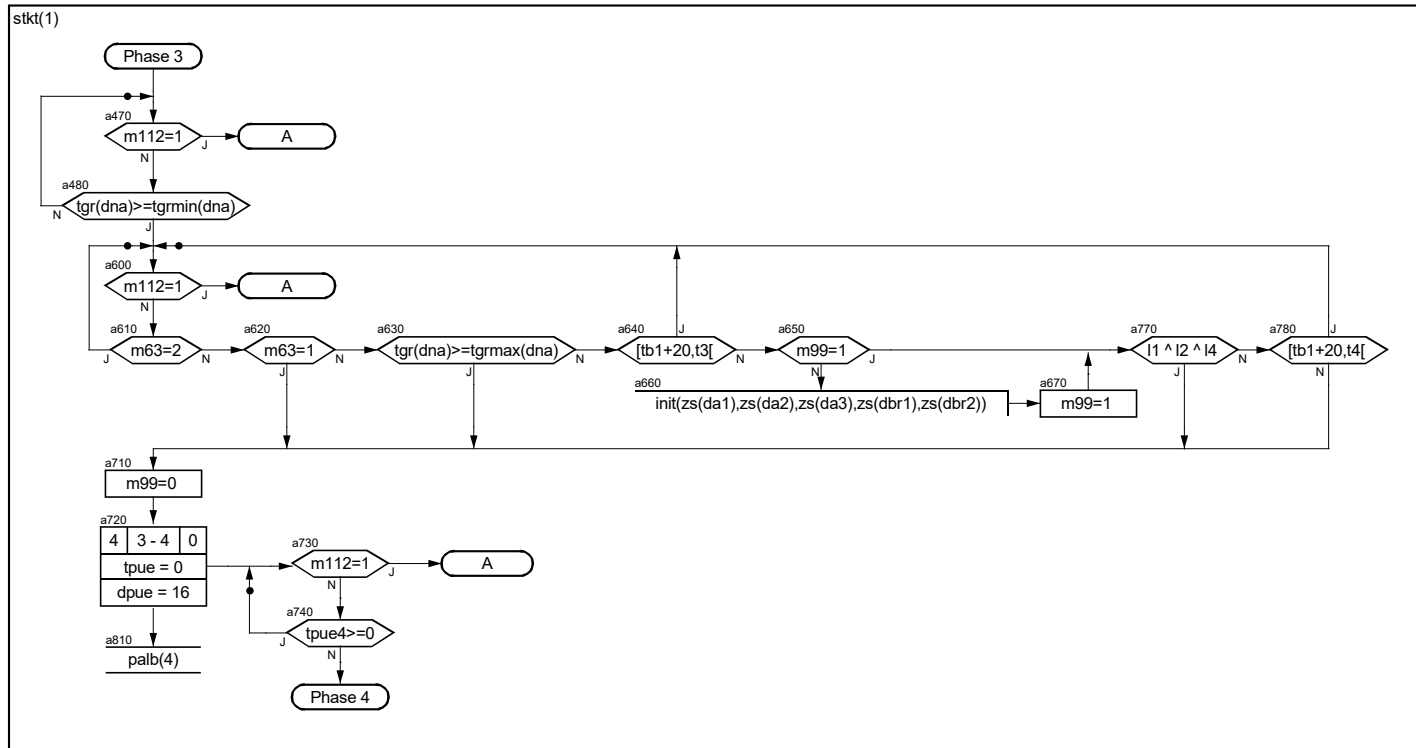 stkt(1)
Phase 3
a470
m112=1
J
A
N
a480
tgr(dna)>=tgrmin(dna)
N
J
a600
m112=1
J
A
N
a610
m63=2
J
N
a620
m63=1
N
J
a630
tgr(dna)>=tgrmax(dna)
N
J
a640
[tb1+20,t3[
J
N
a650
m99=1
J
N
a660
init(zs(da1),zs(da2),zs(da3),zs(dbr1),zs(dbr2))
a670
m99=1
a770
l1 ^ l2 ^ l4
N
J
a780
[tb1+20,t4[
J
N
a710
m99=0
a720
4 3 - 4 0
tpue = 0
dpue = 16
a730
m112=1
J
A
N
a740
tpue4>=0
J
N
a810
palb(4)
Phase 4